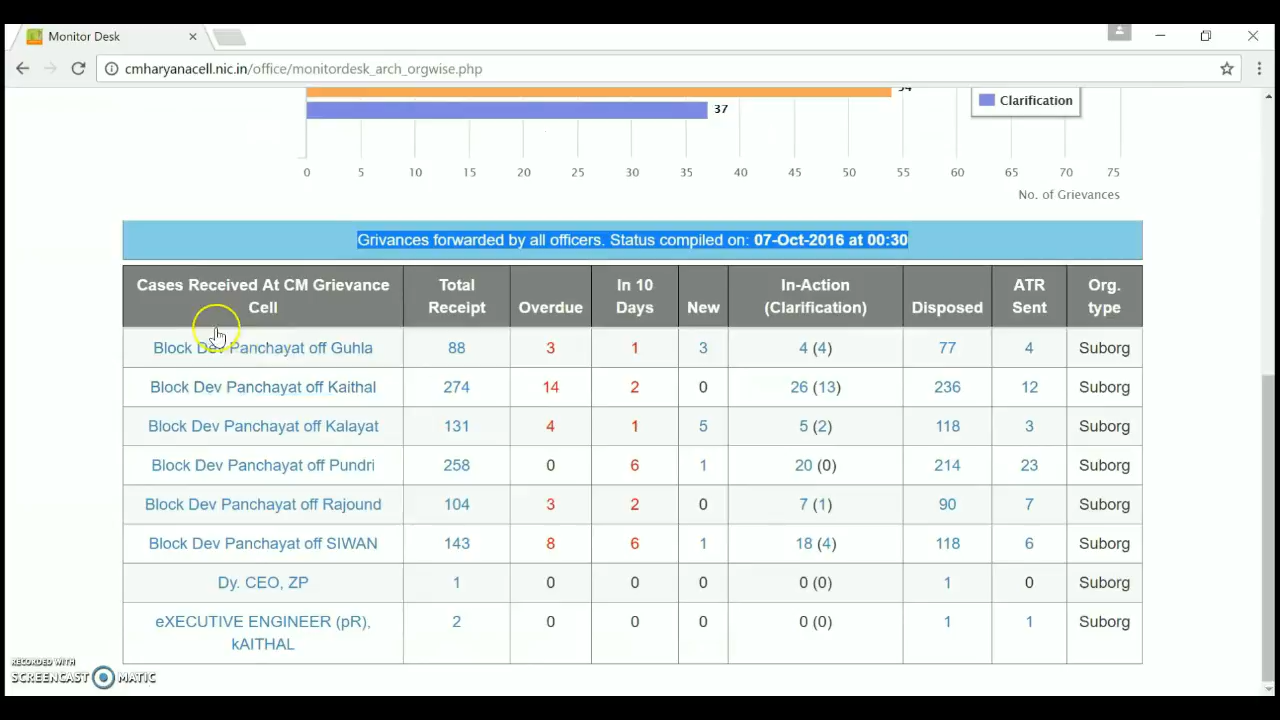 Monitor Desk
cmharyanacell.nic.in/office/monitordesk_arch_orgwise.php
37
Clarification
0 5 10 15 20 25 30 35 40 45 50 55 60 65 70 75
No. of Grievances
Grivances forwarded by all officers. Status compiled on: 07-Oct-2016 at 00:30
Cases Received At CM Grievance Cell Total Receipt Overdue In 10 Days New In-Action (Clarification) Disposed ATR Sent Org. type
Block Dev Panchayat off Guhla 88 3 1 3 4 (4) 77 4 Suborg
Block Dev Panchayat off Kaithal 274 14 2 0 26 (13) 236 12 Suborg
Block Dev Panchayat off Kalayat 131 4 1 5 5 (2) 118 3 Suborg
Block Dev Panchayat off Pundri 258 0 6 1 20 (0) 214 23 Suborg
Block Dev Panchayat off Rajound 104 3 2 0 7 (1) 90 7 Suborg
Block Dev Panchayat off SIWAN 143 8 6 1 18 (4) 118 6 Suborg
Dy. CEO, ZP 1 0 0 0 0 (0) 1 0 Suborg
eXECUTIVE ENGINEER (pR), kAITHAL 2 0 0 0 0 (0) 1 1 Suborg
RECORDED WITH
SCREENCAST MATIC